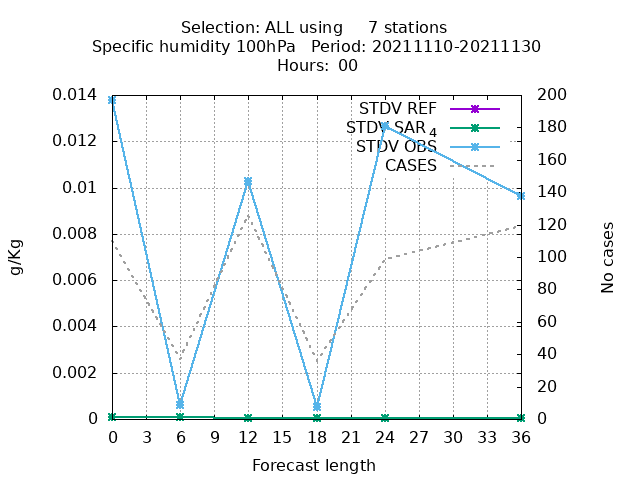 Selection: ALL using     7 stations
Specific humidity 100hPa   Period: 20211110-20211130
Hours: 00
0.014
0.012
0.01
0.008
0.006
0.004
0.002
0
g/Kg
200
180
160
140
120
100
80
60
40
20
0
No cases
STDV REF
STDV SAR4
STDV OBS
CASES
0 3 6 9 12 15 18 21 24 27 30 33 36
Forecast length